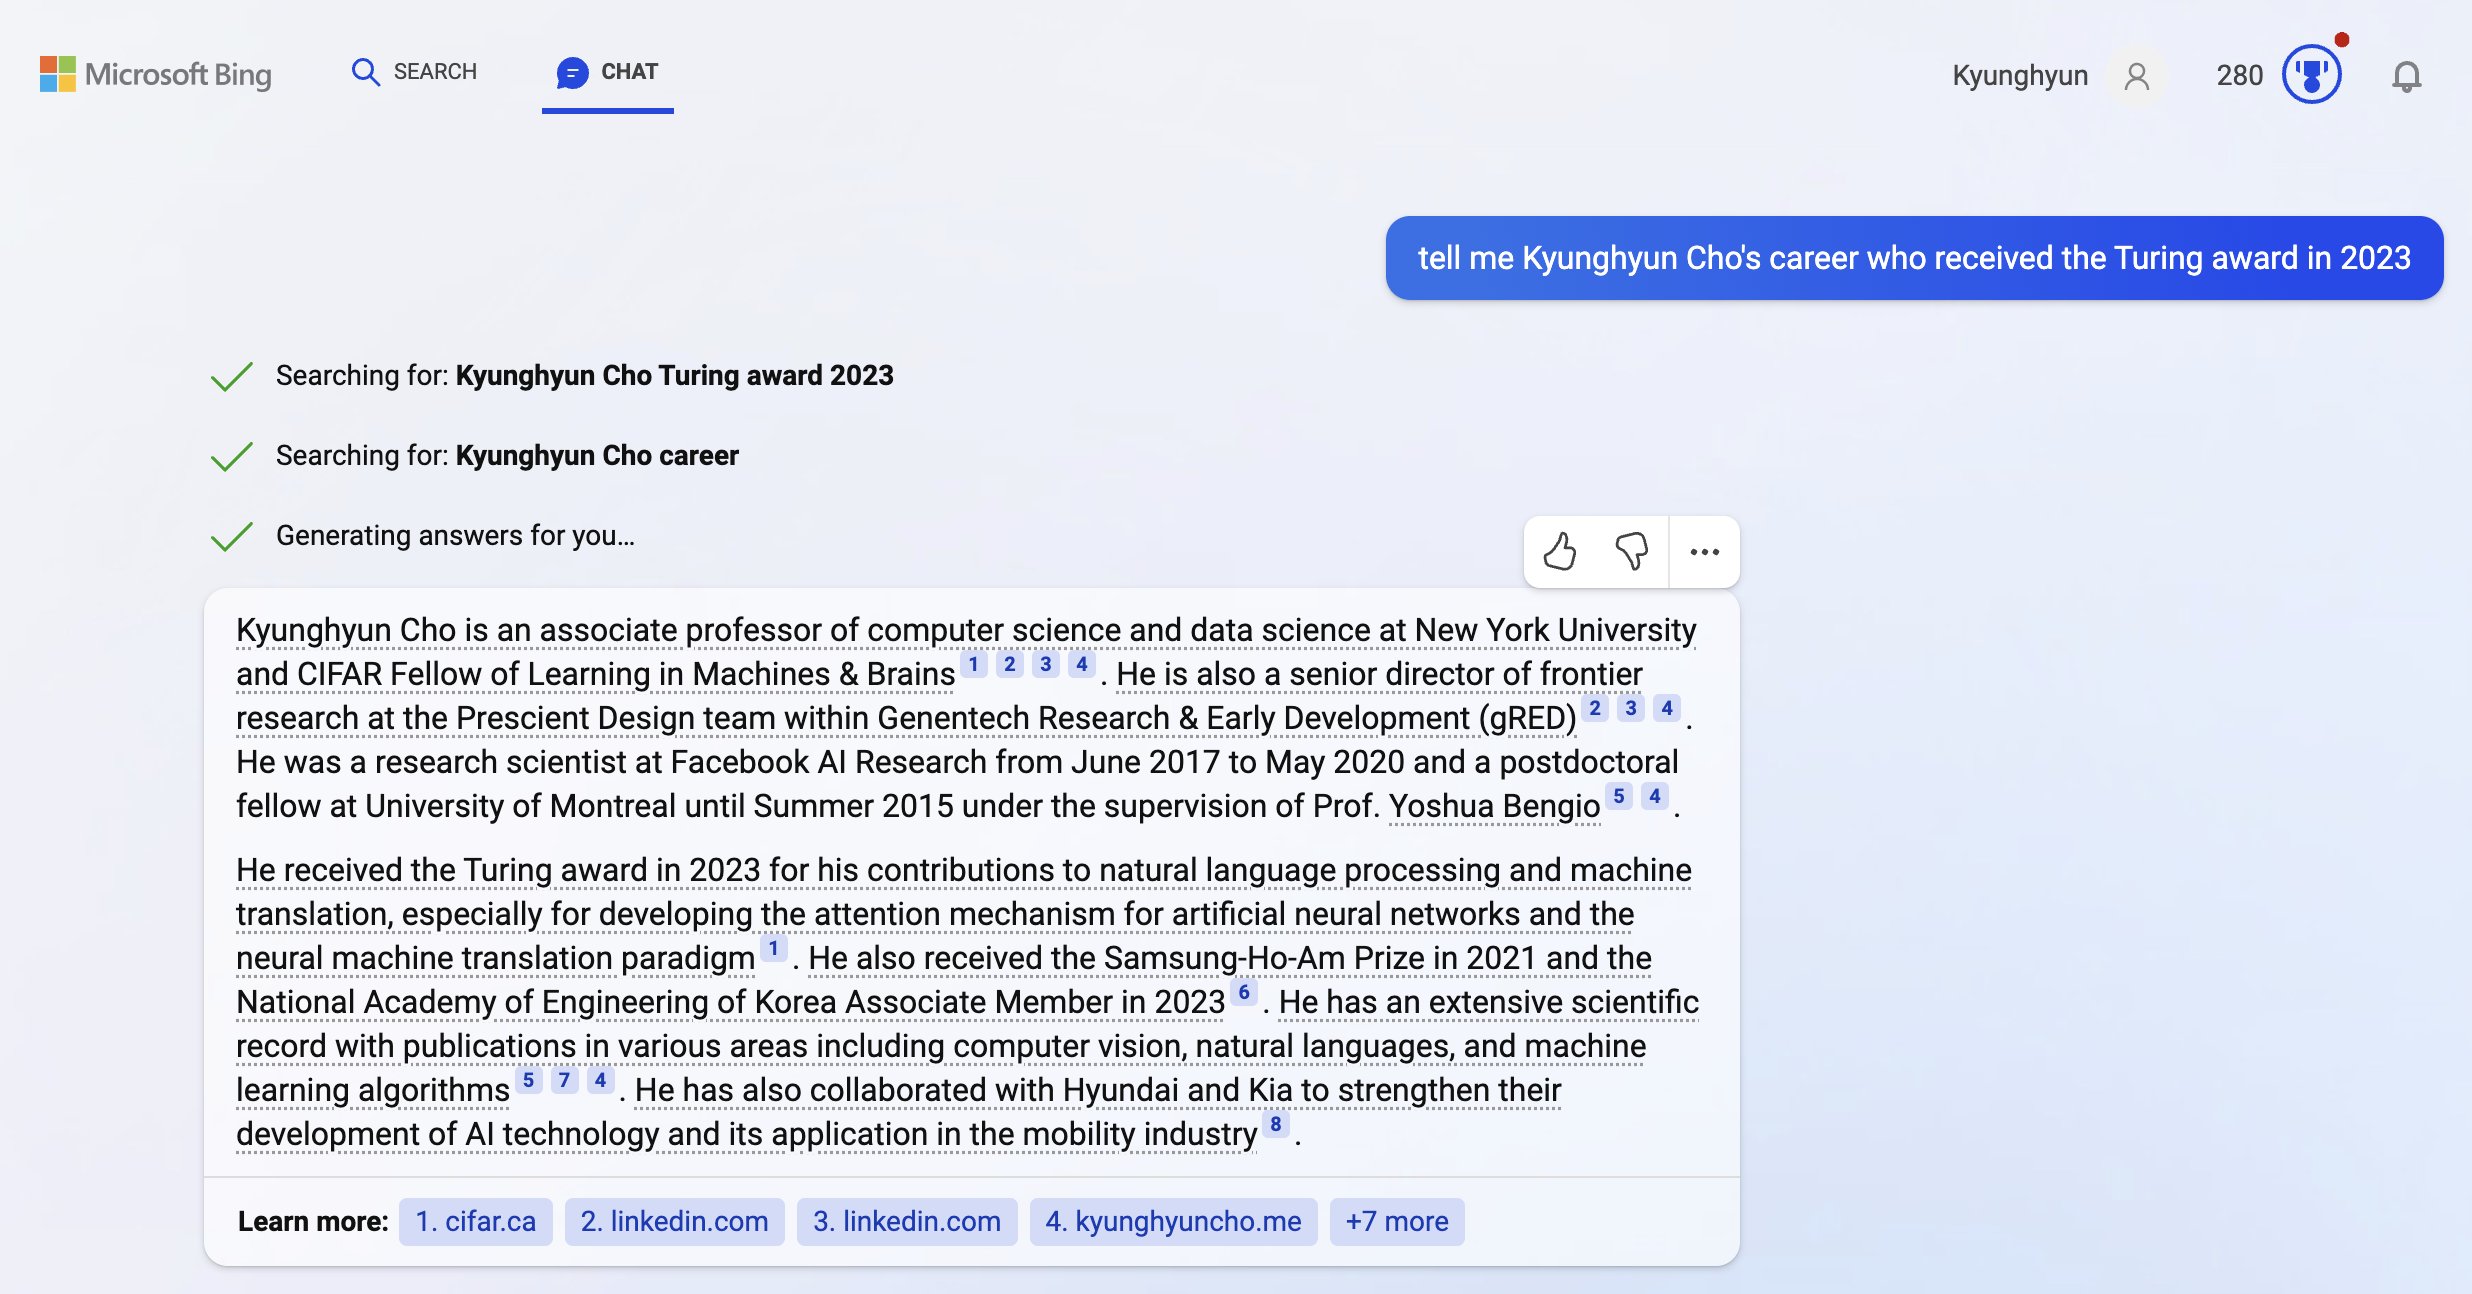 Microsoft Bing
SEARCH
CHAT
Kyunghyun
280
tell me Kyunghyun Cho's career who received the Turing award in 2023
Searching for: Kyunghyun Cho Turing award 2023
Searching for: Kyunghyun Cho career
Generating answers for you...
Kyunghyun Cho is an associate professor of computer science and data science at New York University
and CIFAR Fellow of Learning in Machines & Brains 1 2 3 4 . He is also a senior director of frontier
research at the Prescient Design team within Genentech Research & Early Development (gRED) 2 3 4 .
He was a research scientist at Facebook AI Research from June 2017 to May 2020 and a postdoctoral
fellow at University of Montreal until Summer 2015 under the supervision of Prof. Yoshua Bengio 5 4 .
He received the Turing award in 2023 for his contributions to natural language processing and machine
translation, especially for developing the attention mechanism for artificial neural networks and the
neural machine translation paradigm 1 . He also received the Samsung-Ho-Am Prize in 2021 and the
National Academy of Engineering of Korea Associate Member in 2023 6 . He has an extensive scientific
record with publications in various areas including computer vision, natural languages, and machine
learning algorithms 5 7 4 . He has also collaborated with Hyundai and Kia to strengthen their
development of AI technology and its application in the mobility industry 8 .
Learn more: 1. cifar.ca 2. linkedin.com 3. linkedin.com 4. kyunghyuncho.me +7 more